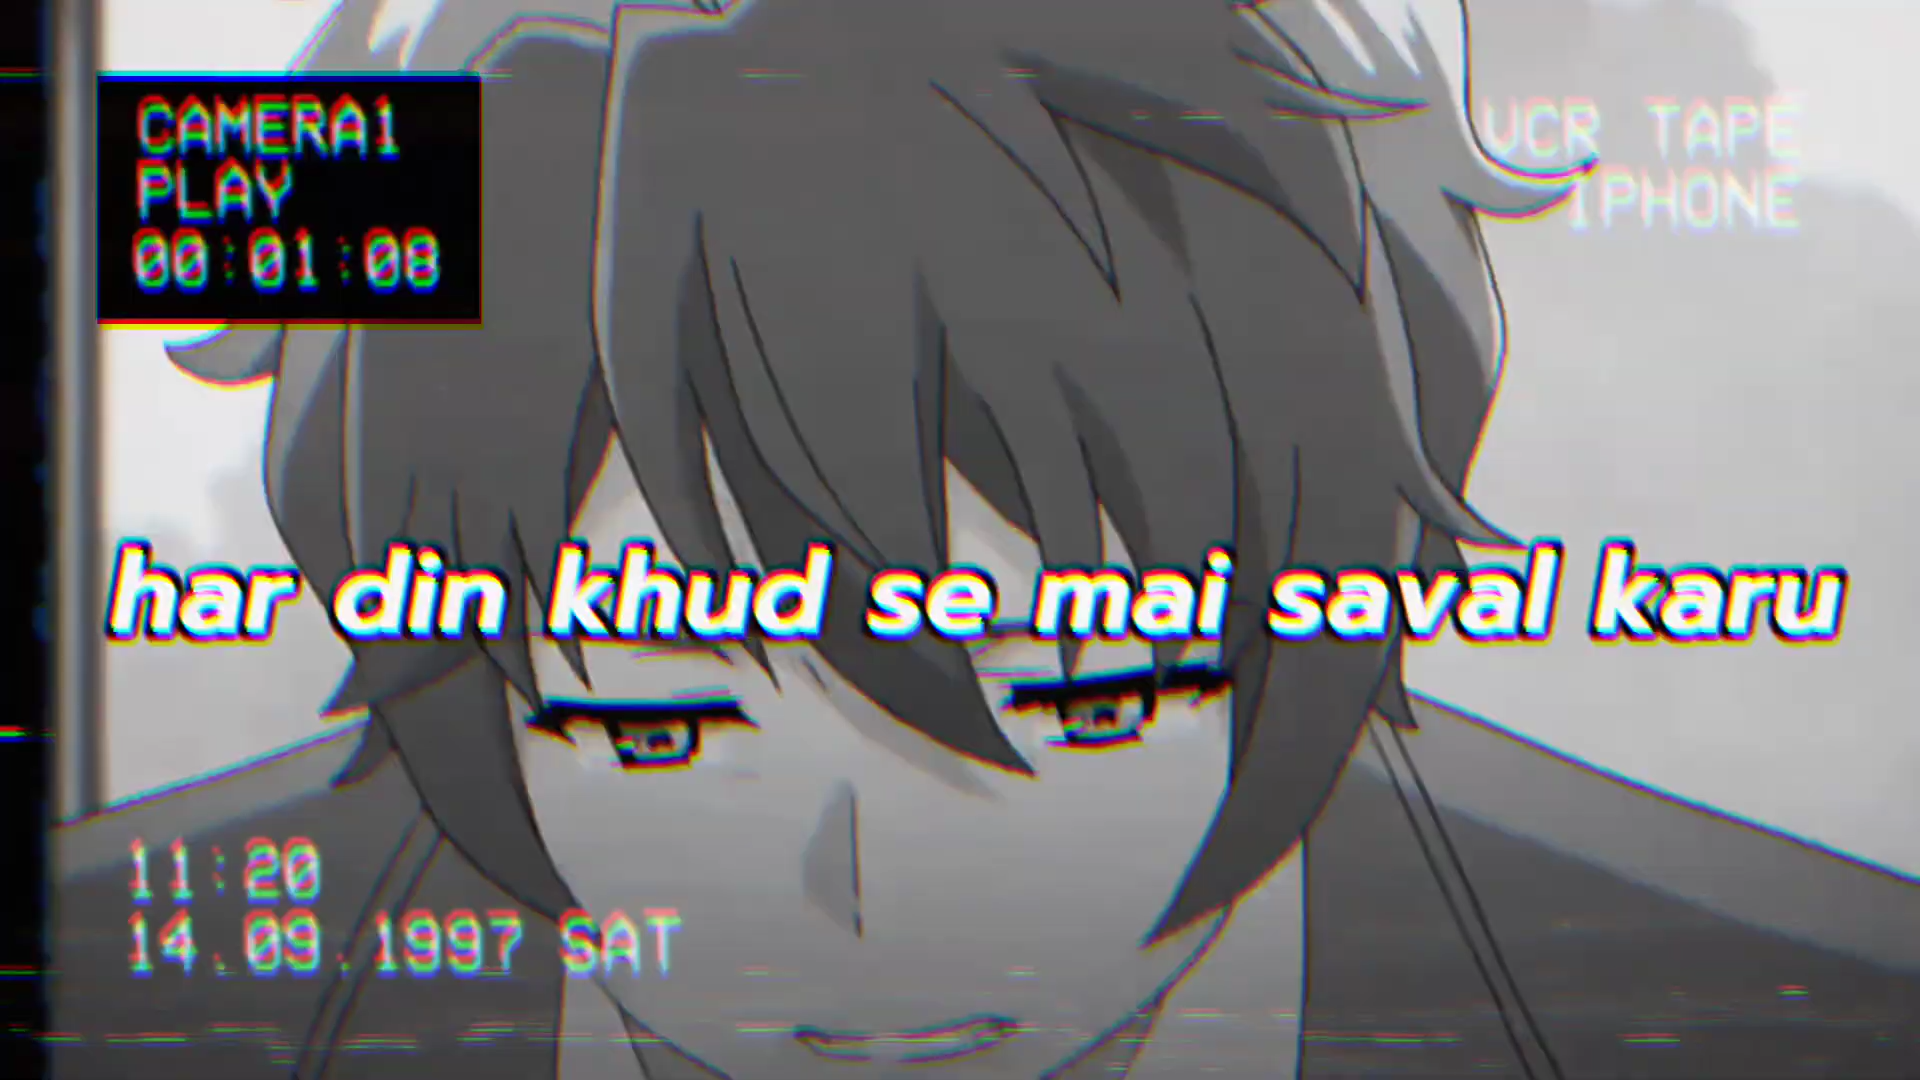 CAMERA1
PLAY
00:01:08
VCR TAPE
IPHONE
har din khud se mai saval karu
11:20
14.09.1997 SAT